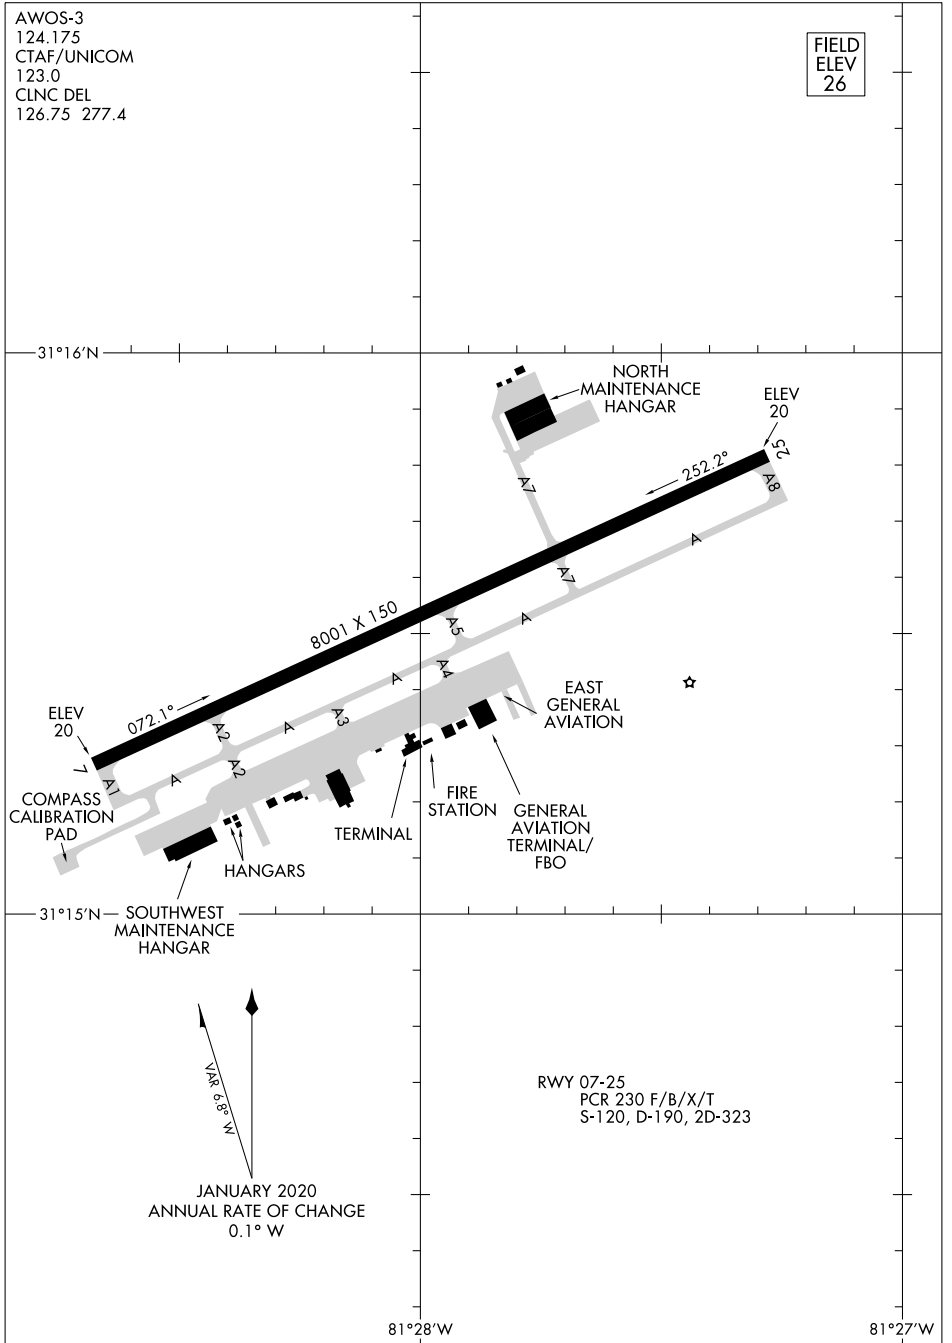 AWOS-3
124.175
CTAF/UNICOM
123.0
CLNC DEL
126.75 277.4
FIELD
ELEV
26
31°16'N
NORTH
MAINTENANCE
HANGAR
ELEV
20
25
252.2°
A7
A8
A
A7
A
8001 X 150
A5
A4
A
EAST
GENERAL
AVIATION
072.1°
ELEV
20
7
A3
A2
A
A2
A
A1
COMPASS
CALIBRATION
PAD
HANGARS
TERMINAL
FIRE
STATION
GENERAL
AVIATION
TERMINAL/
FBO
31°15'N
SOUTHWEST
MAINTENANCE
HANGAR
VAR 6.8° W
JANUARY 2020
ANNUAL RATE OF CHANGE
0.1° W
RWY 07-25
PCR 230 F/B/X/T
S-120, D-190, 2D-323
81°28'W
81°27'W